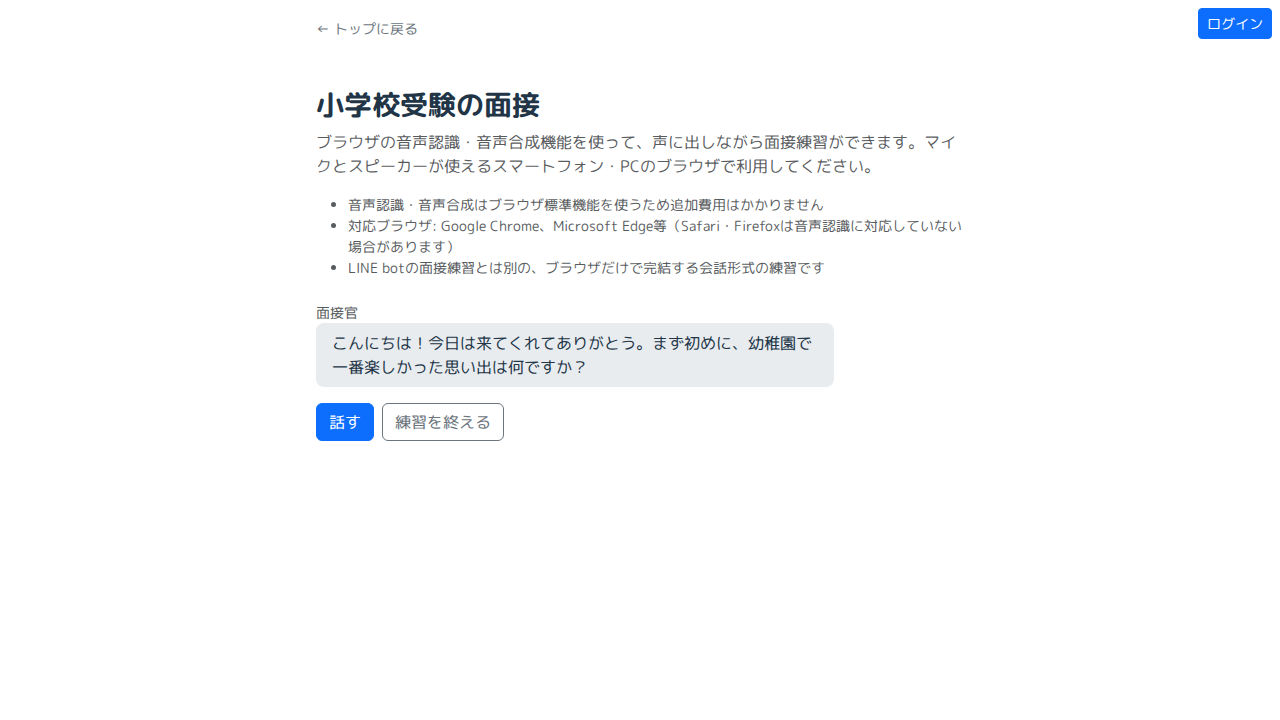 ← トップに戻る
ログイン
小学校受験の面接
ブラウザの音声認識・音声合成機能を使って、声に出しながら面接練習ができます。マイ
クとスピーカーが使えるスマートフォン・PCのブラウザで利用してください。
音声認識・音声合成はブラウザ標準機能を使うため追加費用はかかりません
対応ブラウザ: Google Chrome、Microsoft Edge等（Safari・Firefoxは音声認識に対応していない
場合があります）
LINE botの面接練習とは別の、ブラウザだけで完結する会話形式の練習です
面接官
こんにちは！今日は来てくれてありがとう。まず初めに、幼稚園で
一番楽しかった思い出は何ですか？
話す
練習を終える